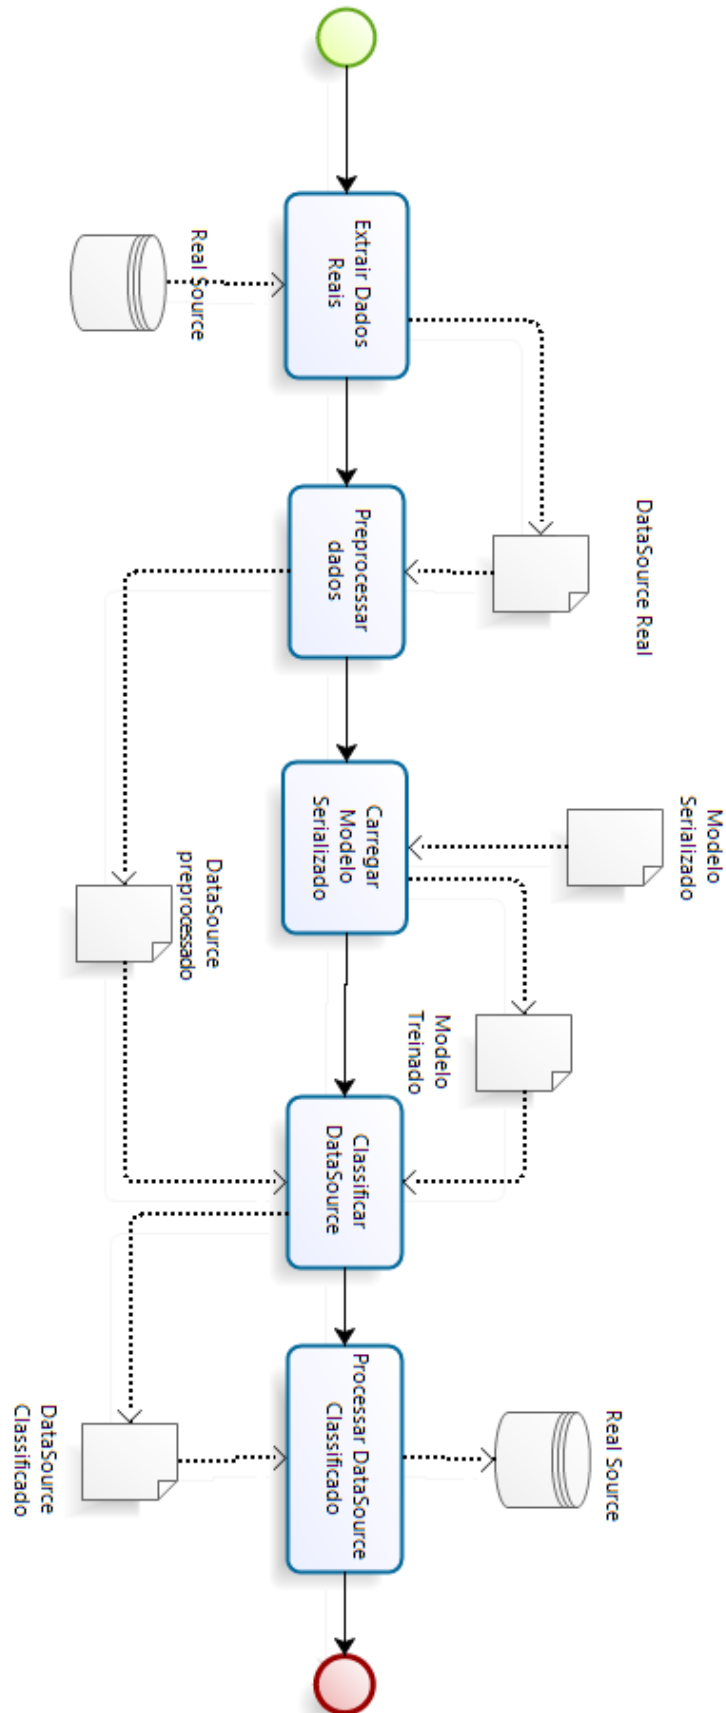 Real Source
Extrair Dados
Reais
DataSource Real
Preprocessar
dados
Modelo
Serializado
Carregar
Modelo
Serializado
DataSource
preprocessado
Modelo
Treinado
Classificar
DataSource
Real Source
Processar DataSource
Classificado
DataSource
Classificado